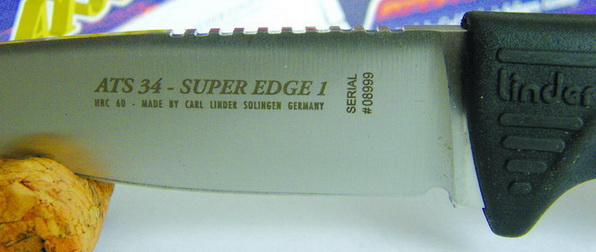 ATS 34 - SUPER EDGE 1
HRC 60 - MADE BY CARL LINDER SOLINGEN GERMANY
SERIAL
#08999
Linder